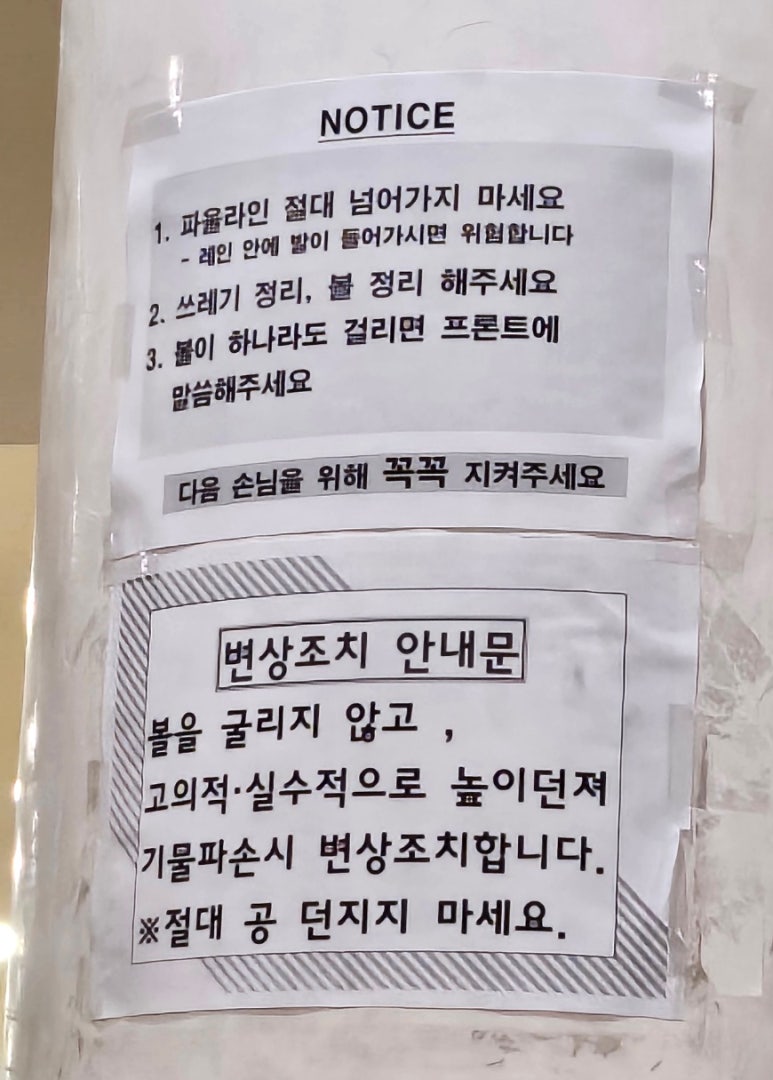 NOTICE
1. 파울라인 절대 넘어가지 마세요
- 레인 안에 발이 들어가시면 위험합니다
2. 쓰레기 정리, 볼 정리 해주세요
3. 볼이 하나라도 걸리면 프론트에
말씀해주세요
다음 손님을 위해 꼭꼭 지켜주세요
변상조치 안내문
볼을 굴리지 않고 ,
고의적·실수적으로 높이던져
기물파손시 변상조치합니다.
※절대 공 던지지 마세요.